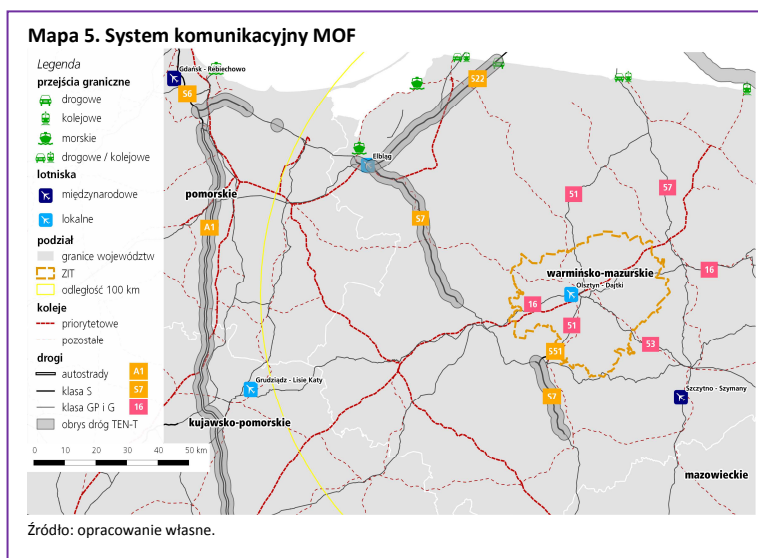 Mapa 5. System komunikacyjny MOF
Legenda
przejścia graniczne
drogowe
kolejowe
morskie
drogowe / kolejowe
lotniska
międzynarodowe
lokalne
podział
granice województw
ZIT
odległość 100 km
koleje
priorytetowe
pozostałe
drogi
autostrady A1
klasa S S7
klasa GP i G 16
obrys dróg TEN-T
0 10 20 30 40 50 km
Gdańsk - Rebiechowo
S6
S22
Elbląg
pomorskie
51
57
A1
S7
warmińsko-mazurskie
16
Olsztyn - Dajtki
16
51
53
S51
Grudziądz - Lisie Kąty
S7
Szczytno - Szymany
kujawsko-pomorskie
mazowieckie
Źródło: opracowanie własne.